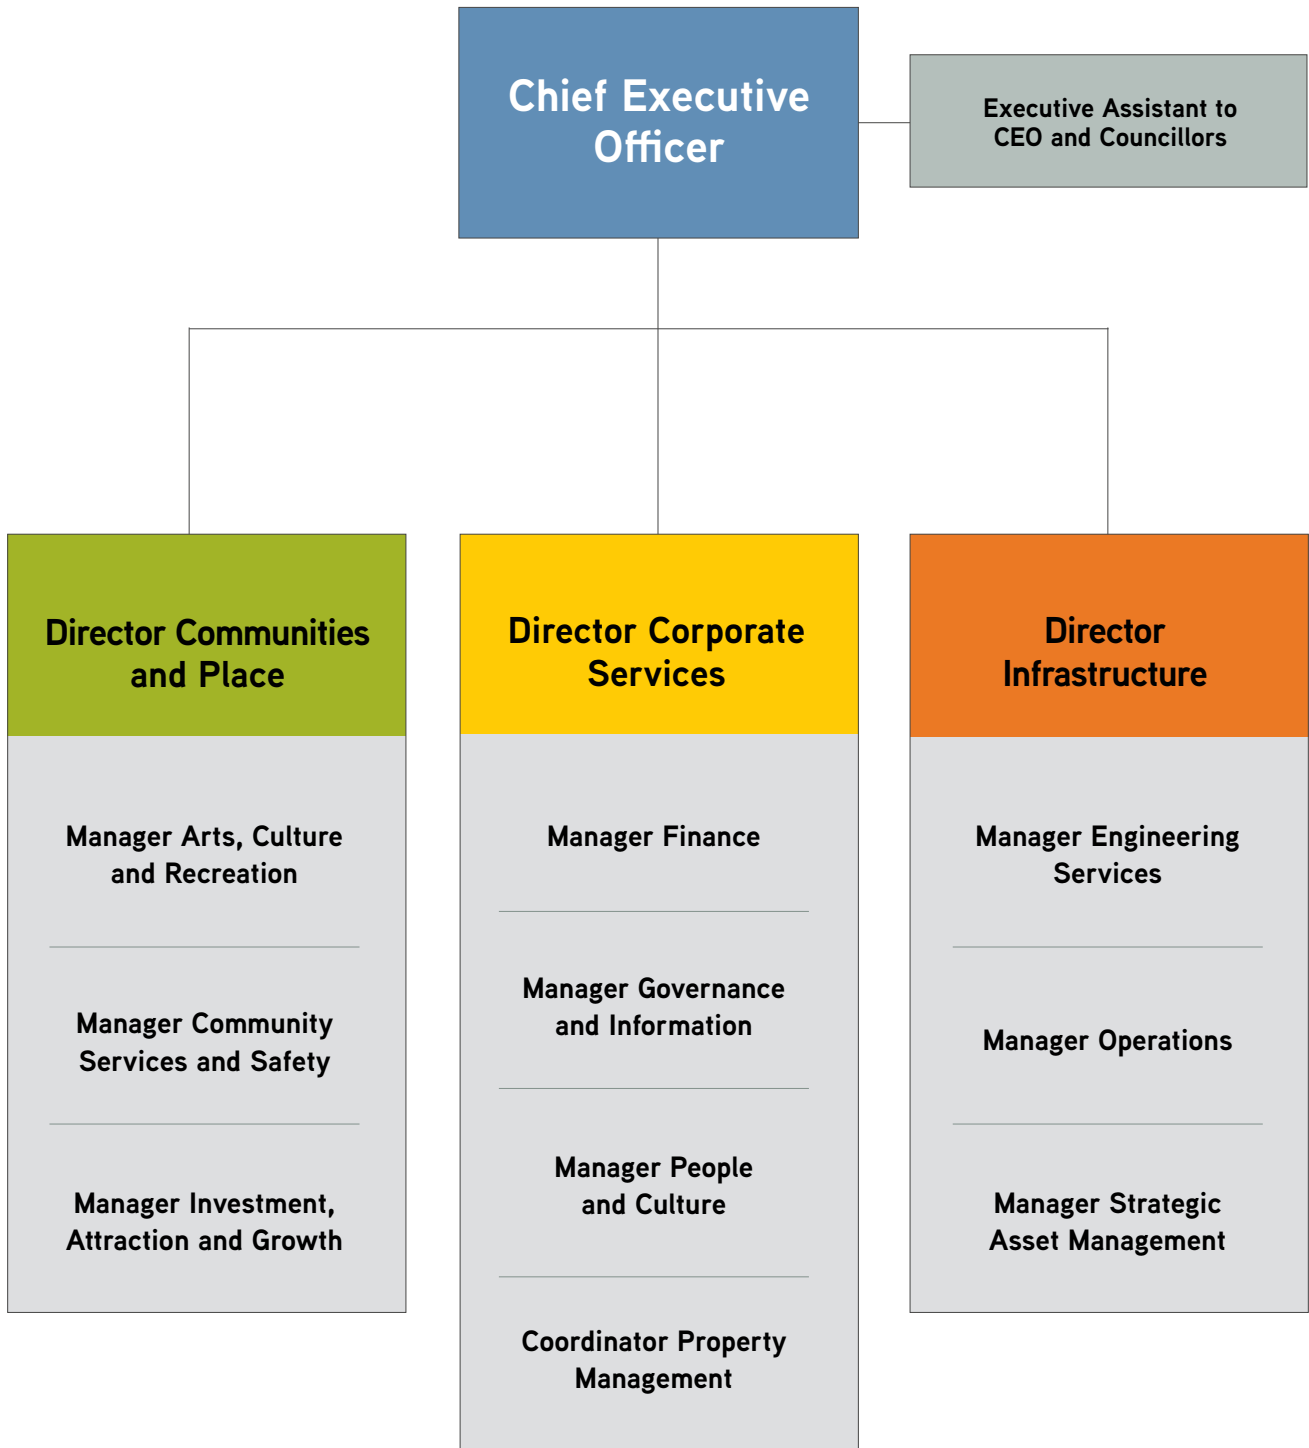 Chief Executive
Officer
Executive Assistant to
CEO and Councillors
Director Communities
and Place
Manager Arts, Culture
and Recreation
Manager Community
Services and Safety
Manager Investment,
Attraction and Growth
Director Corporate
Services
Manager Finance
Manager Governance
and Information
Manager People
and Culture
Coordinator Property
Management
Director
Infrastructure
Manager Engineering
Services
Manager Operations
Manager Strategic
Asset Management